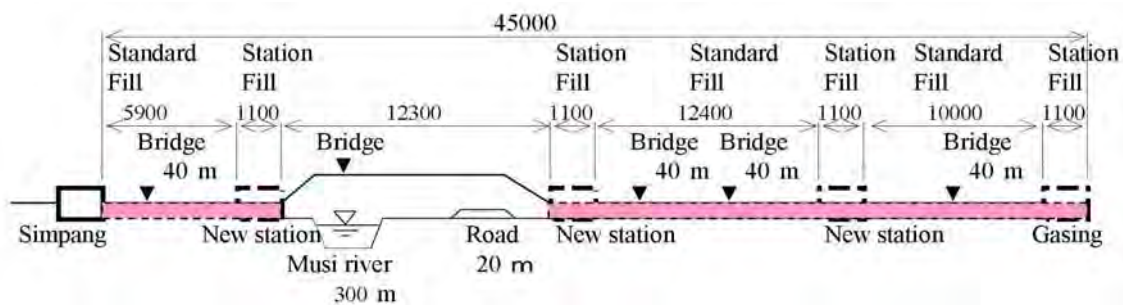 45000
Standard Fill Station Fill Station Fill Standard Fill Station Fill Standard Fill Station Fill
5900 1100 12300 1100 12400 1100 10000 1100
Bridge 40 m Bridge Bridge 40 m Bridge 40 m Bridge 40 m
Simpang New station Musi river 300 m Road 20 m New station New station Gasing